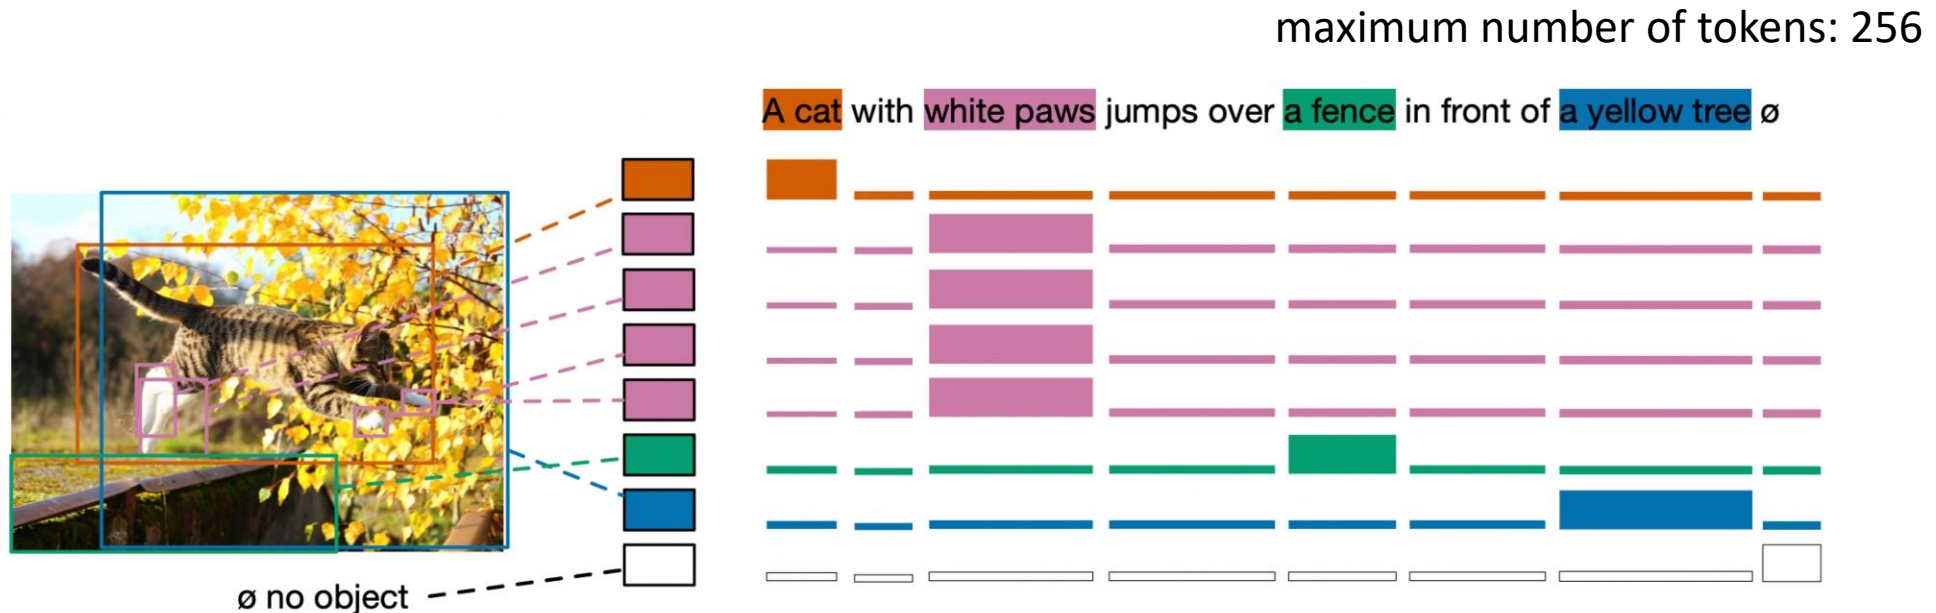 maximum number of tokens: 256
A cat with white paws jumps over a fence in front of a yellow tree ø
ø no object